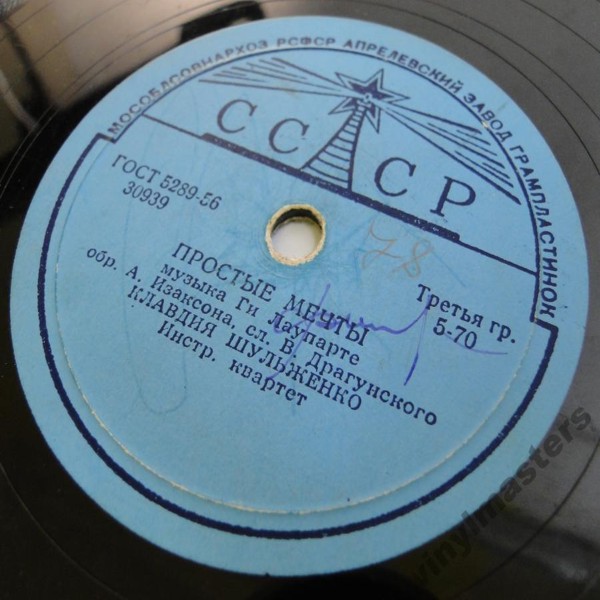 МОСОБЛСОВНАРХОЗ РСФСР АПРЕЛЕВСКИЙ ЗАВОД ГРАМПЛАСТИНОК
СССР
ГОСТ 5289-56
30939
78
Третья гр.
5-70
ПРОСТЫЕ МЕЧТЫ
музыка Ги Лаупарте
обр. А. Изаксона, сл. В. Драгунского
КЛАВДИЯ ШУЛЬЖЕНКО
Инстр. квартет
vinylmasters